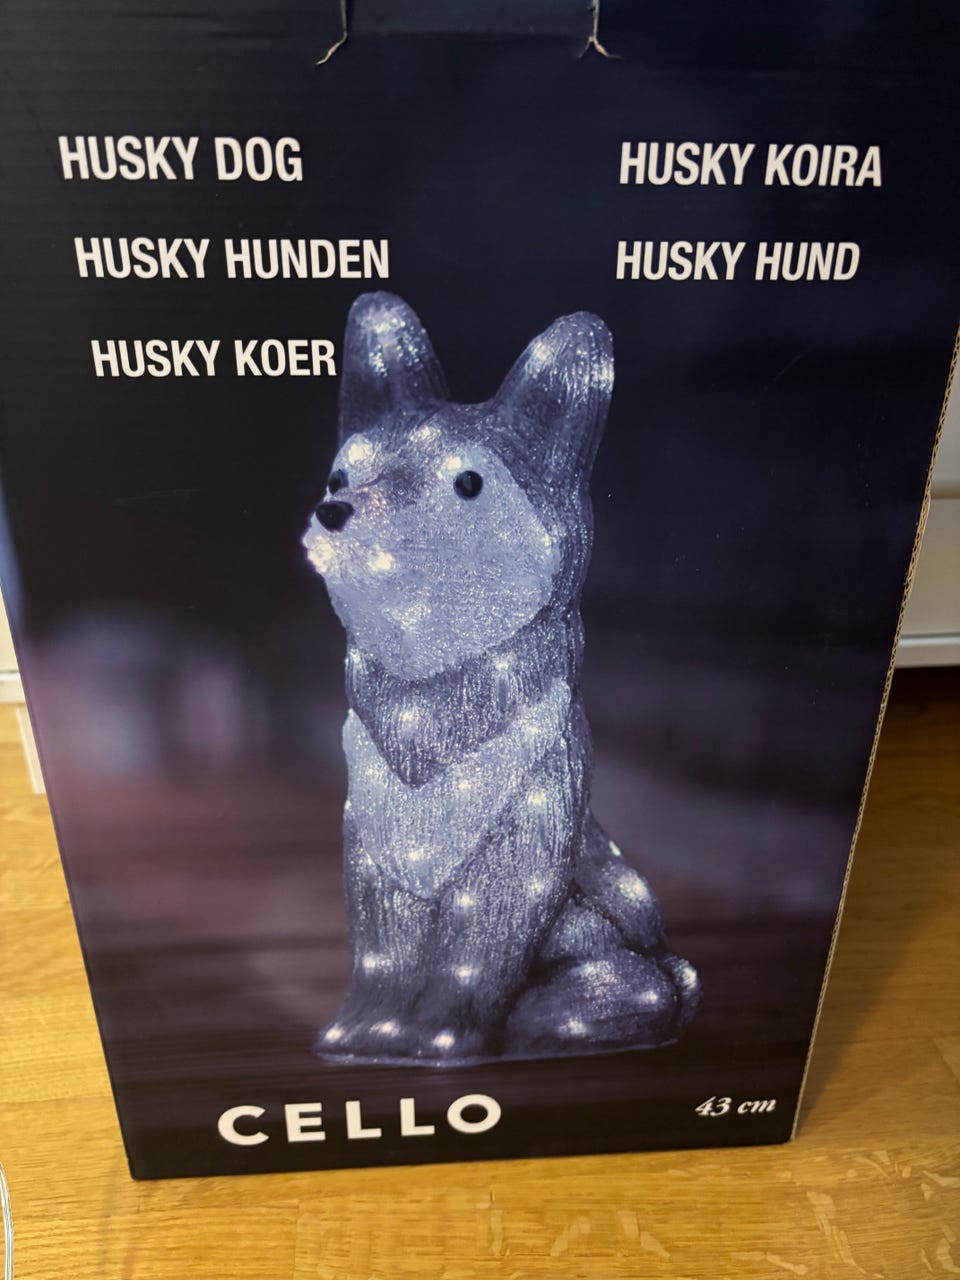 HUSKY DOG
HUSKY KOIRA
HUSKY HUNDEN
HUSKY HUND
HUSKY KOER
CELLO
43 cm